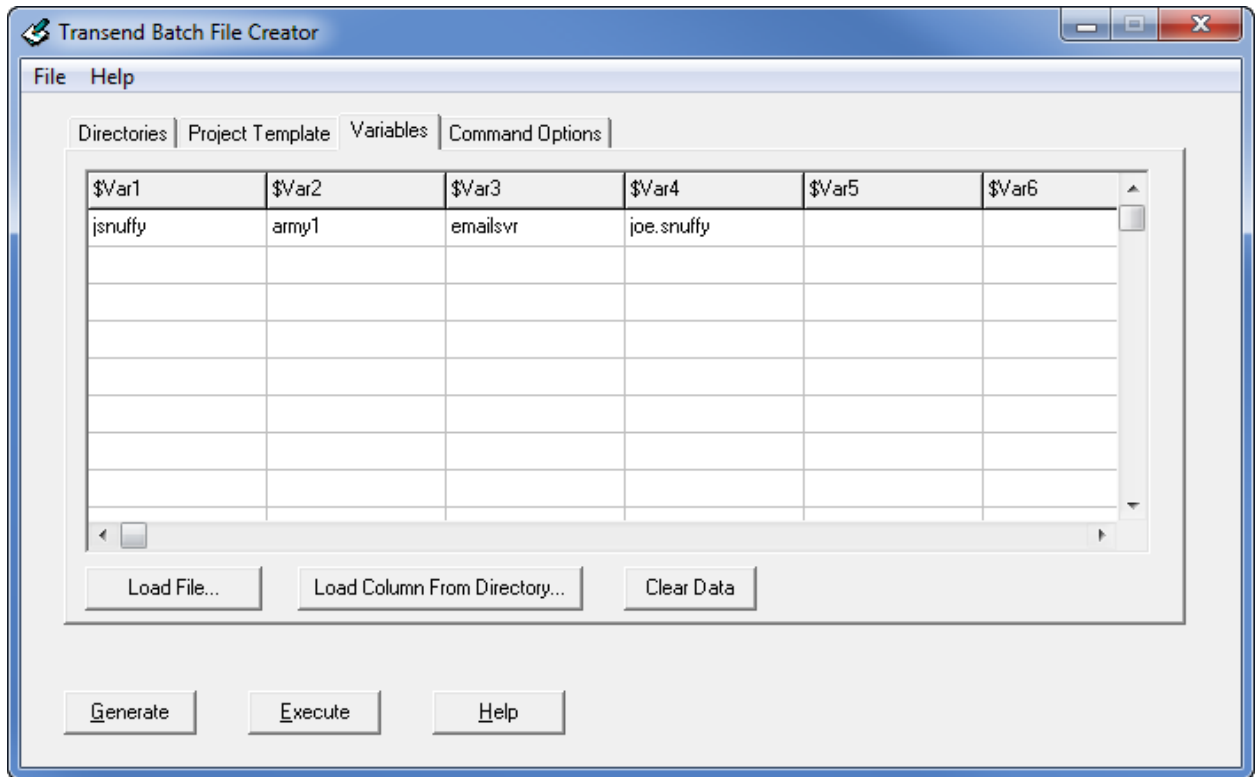 Transend Batch File Creator
File Help
Directories Project Template Variables Command Options
$Var1 $Var2 $Var3 $Var4 $Var5 $Var6
jsnuffy army1 emailsvr joe.snuffy
Load File... Load Column From Directory... Clear Data
Generate Execute Help